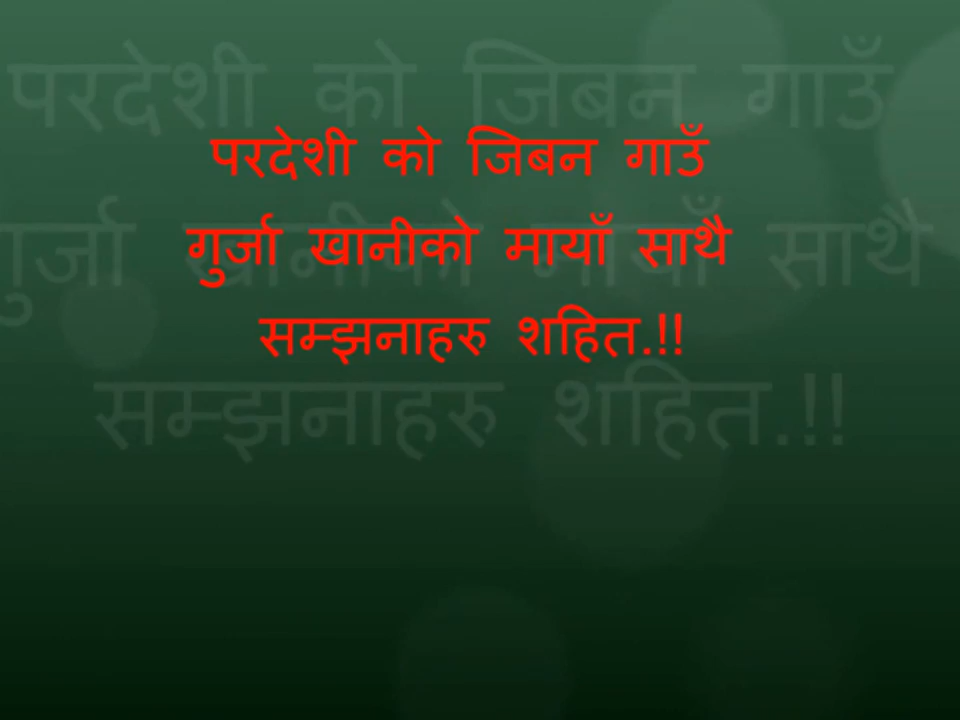 परदेशी को जिबन गाउँ
गुर्जा खानीको मायाँ साथै
सम्झनाहरु शहित.!!